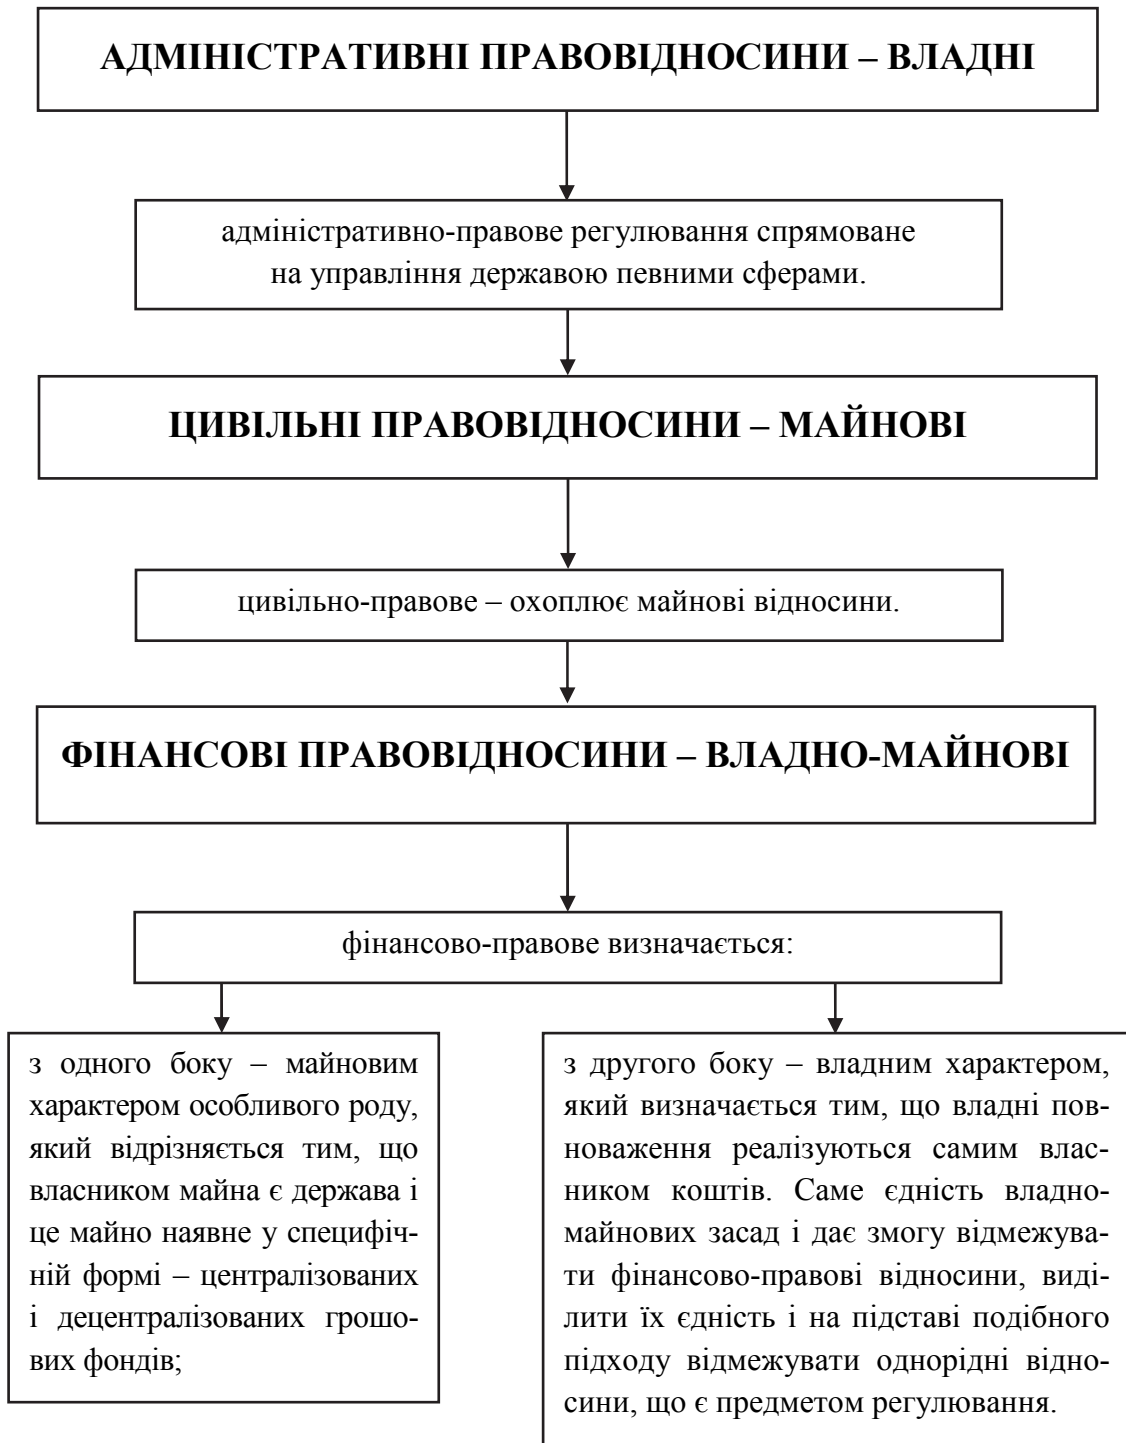 АДМІНІСТРАТИВНІ ПРАВОВІДНОСИНИ – ВЛАДНІ
адміністративно-правове регулювання спрямоване
на управління державою певними сферами.
ЦИВІЛЬНІ ПРАВОВІДНОСИНИ – МАЙНОВІ
цивільно-правове – охоплює майнові відносини.
ФІНАНСОВІ ПРАВОВІДНОСИНИ – ВЛАДНО-МАЙНОВІ
фінансово-правове визначається:
з одного боку – майновим
характером особливого роду,
який відрізняється тим, що
власником майна є держава і
це майно наявне у специфіч-
ній формі – централізованих
і децентралізованих грошо-
вих фондів;
з другого боку – владним характером,
який визначається тим, що владні пов-
новаження реалізуються самим влас-
ником коштів. Саме єдність владно-
майнових засад і дає змогу відмежува-
ти фінансово-правові відносини, виді-
лити їх єдність і на підставі подібного
підходу відмежувати однорідні відно-
сини, що є предметом регулювання.